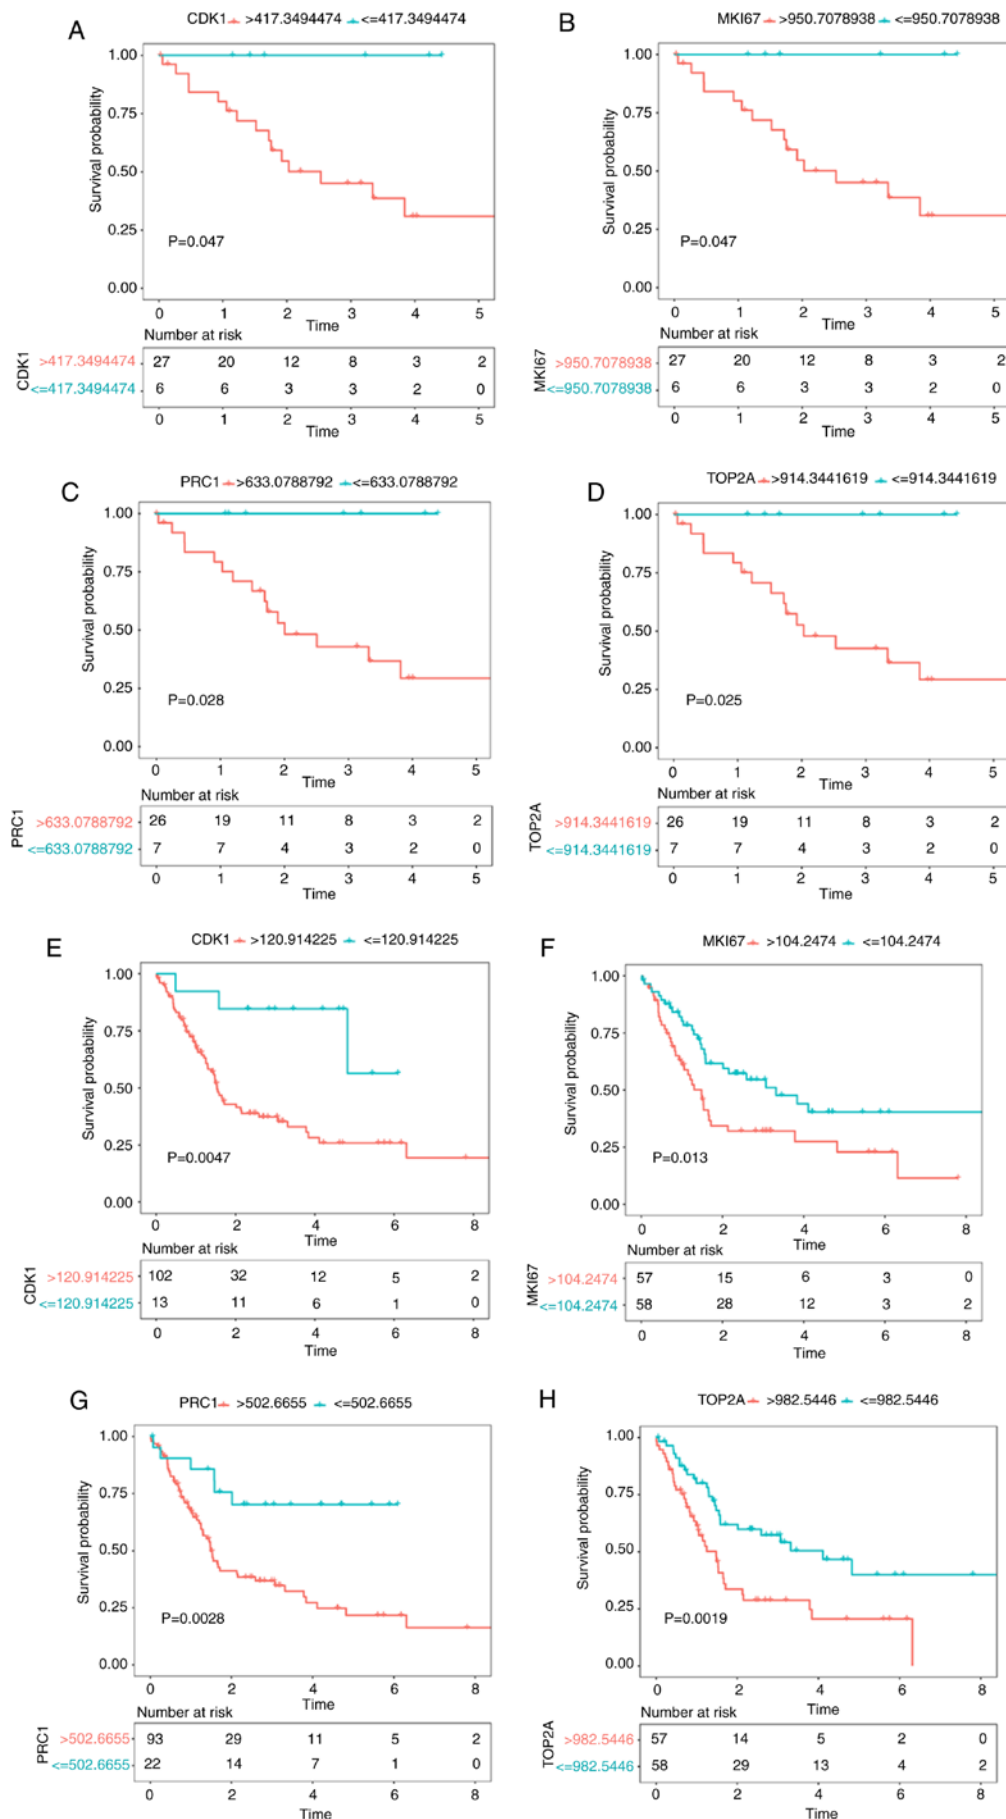 A
CDK1 >417.3494474 <=417.3494474
1.00
0.75
0.50
0.25
0.00
Survival probability
P=0.047
0 1 2 3 4 5
Time
Number at risk
CDK1
>417.3494474 27 20 12 8 3 2
<=417.3494474 6 6 3 3 2 0
0 1 2 3 4 5
Time
B
MKI67 >950.7078938 <=950.7078938
1.00
0.75
0.50
0.25
0.00
Survival probability
P=0.047
0 1 2 3 4 5
Time
Number at risk
MKI67
>950.7078938 27 20 12 8 3 2
<=950.7078938 6 6 3 3 2 0
0 1 2 3 4 5
Time
C
PRC1 >633.0788792 <=633.0788792
1.00
0.75
0.50
0.25
0.00
Survival probability
P=0.028
0 1 2 3 4 5
Time
Number at risk
PRC1
>633.0788792 26 19 11 8 3 2
<=633.0788792 7 7 4 3 2 0
0 1 2 3 4 5
Time
D
TOP2A >914.3441619 <=914.3441619
1.00
0.75
0.50
0.25
0.00
Survival probability
P=0.025
0 1 2 3 4 5
Time
Number at risk
TOP2A
>914.3441619 26 19 11 8 3 2
<=914.3441619 7 7 4 3 2 0
0 1 2 3 4 5
Time
E
CDK1 >120.914225 <=120.914225
1.00
0.75
0.50
0.25
0.00
Survival probability
P=0.0047
0 2 4 6 8
Time
Number at risk
CDK1
>120.914225 102 32 12 5 2
<=120.914225 13 11 6 1 0
0 2 4 6 8
Time
F
MKI67 >104.2474 <=104.2474
1.00
0.75
0.50
0.25
0.00
Survival probability
P=0.013
0 2 4 6 8
Time
Number at risk
MKI67
>104.2474 57 15 6 3 0
<=104.2474 58 28 12 3 2
0 2 4 6 8
Time
G
PRC1 >502.6655 <=502.6655
1.00
0.75
0.50
0.25
0.00
Survival probability
P=0.0028
0 2 4 6 8
Time
Number at risk
PRC1
>502.6655 93 29 11 5 2
<=502.6655 22 14 7 1 0
0 2 4 6 8
Time
H
TOP2A >982.5446 <=982.5446
1.00
0.75
0.50
0.25
0.00
Survival probability
P=0.0019
0 2 4 6 8
Time
Number at risk
TOP2A
>982.5446 57 14 5 2 0
<=982.5446 58 29 13 4 2
0 2 4 6 8
Time